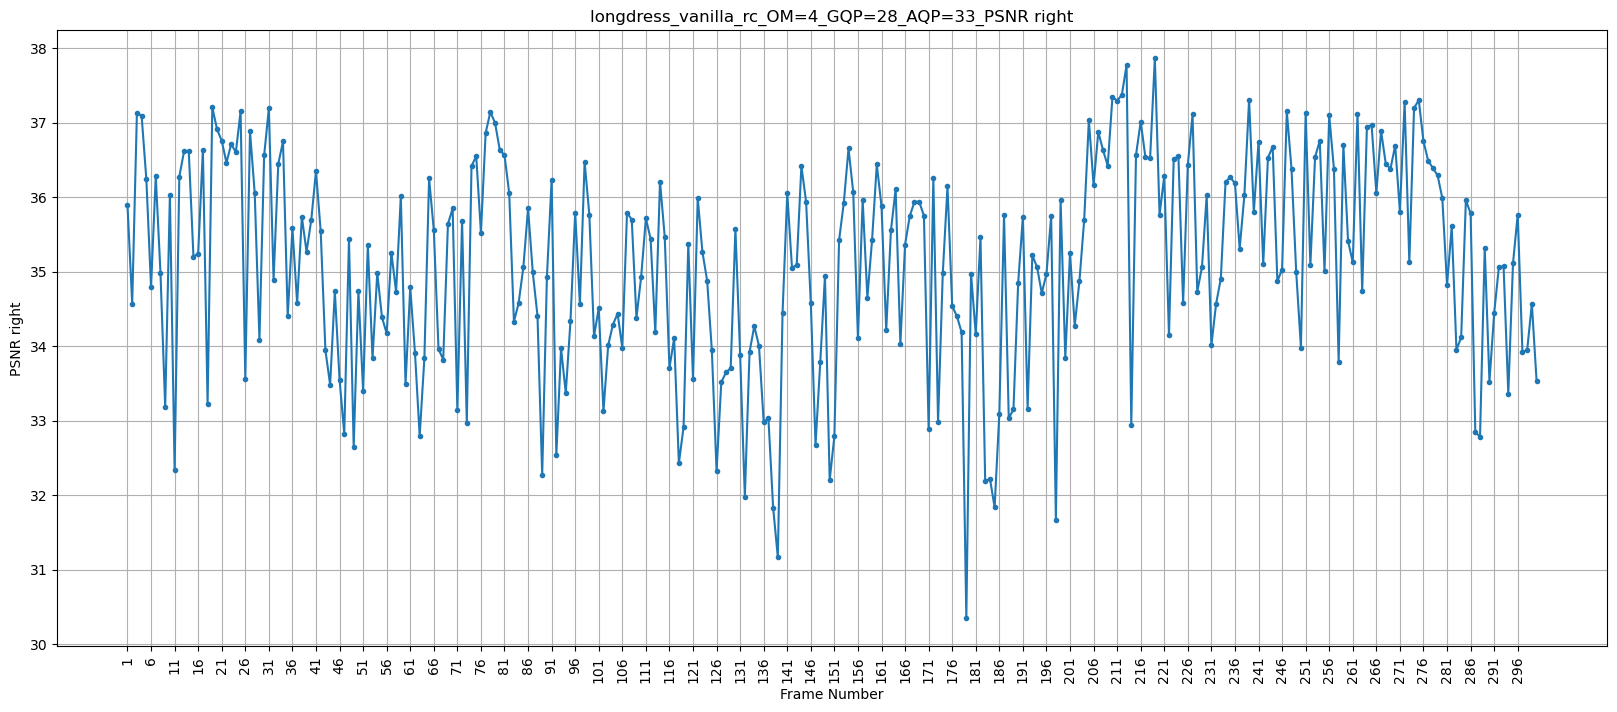 longdress_vanilla_rc_OM=4_GQP=28_AQP=33_PSNR right
38
37
36
35
34
33
32
31
30
PSNR right
1 6 11 16 21 26 31 36 41 46 51 56 61 66 71 76 81 86 91 96 101 106 111 116 121 126 131 136 141 146 151 156 161 166 171 176 181 186 191 196 201 206 211 216 221 226 231 236 241 246 251 256 261 266 271 276 281 286 291 296
Frame Number